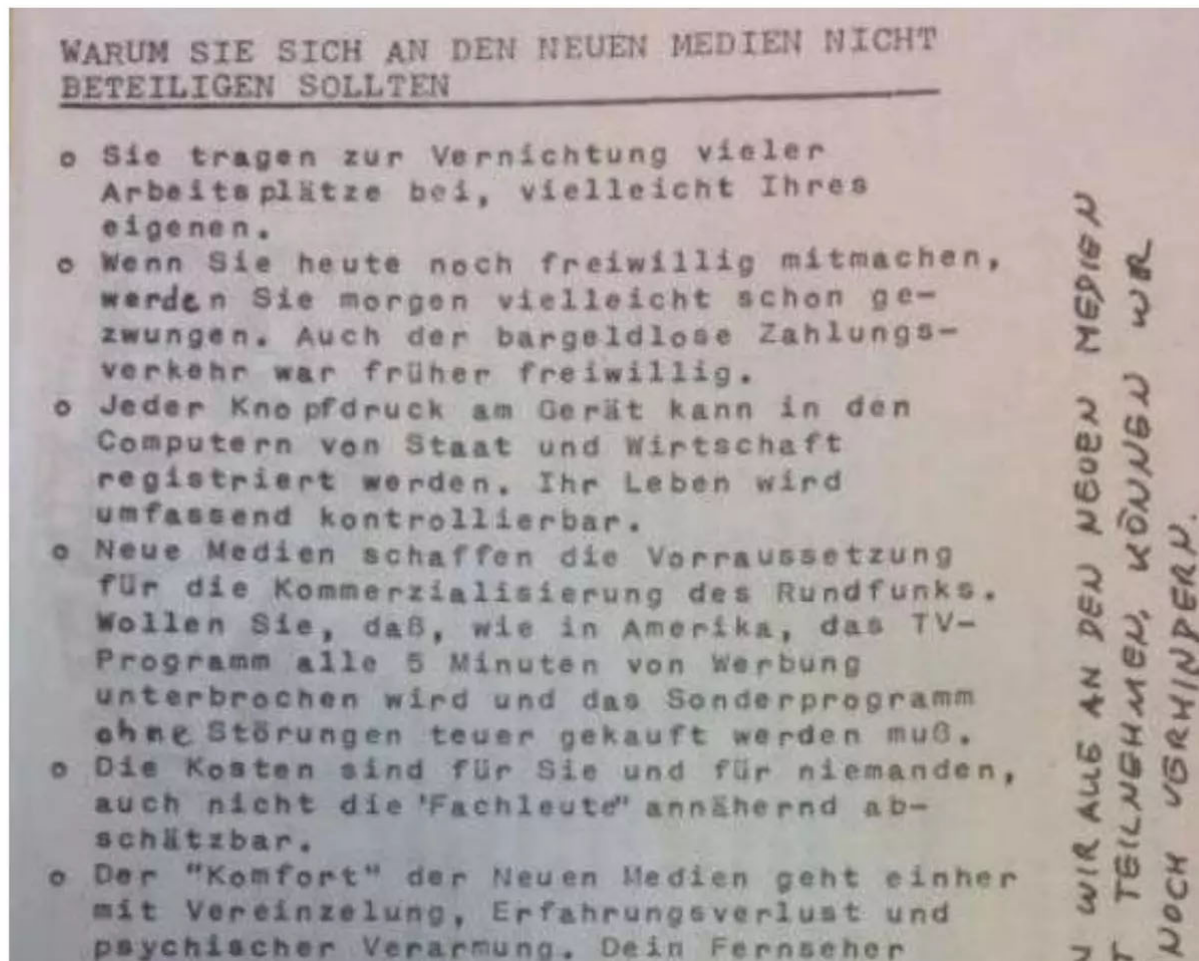 WARUM SIE SICH AN DEN NEUEN MEDIEN NICHT
BETEILIGEN SOLLTEN
o Sie tragen zur Vernichtung vieler
Arbeitsplätze bei, vielleicht Ihres
eigenen.
o Wenn Sie heute noch freiwillig mitmachen,
werden Sie morgen vielleicht schon ge-
zwungen. Auch der bargeldlose Zahlungs-
verkehr war früher freiwillig.
o Jeder Knopfdruck am Gerät kann in den
Computern von Staat und Wirtschaft
registriert werden. Ihr Leben wird
umfassend kontrollierbar.
o Neue Medien schaffen die Vorraussetzung
für die Kommerzialisierung des Rundfunks.
Wollen Sie, daß, wie in Amerika, das TV-
Programm alle 5 Minuten von Werbung
unterbrochen wird und das Sonderprogramm
ohne Störungen teuer gekauft werden muß.
o Die Kosten sind für Sie und für niemanden,
auch nicht die "Fachleute" annähernd ab-
schätzbar.
o Der "Komfort" der Neuen Medien geht einher
mit Vereinzelung, Erfahrungsverlust und
psychischer Verarmung. Dein Fernseher
WIR ALLE AN DEN NEUEN MEDIEN
TEILNEHMEN, KÖNNEN WIR
NOCH VERHINDERN.